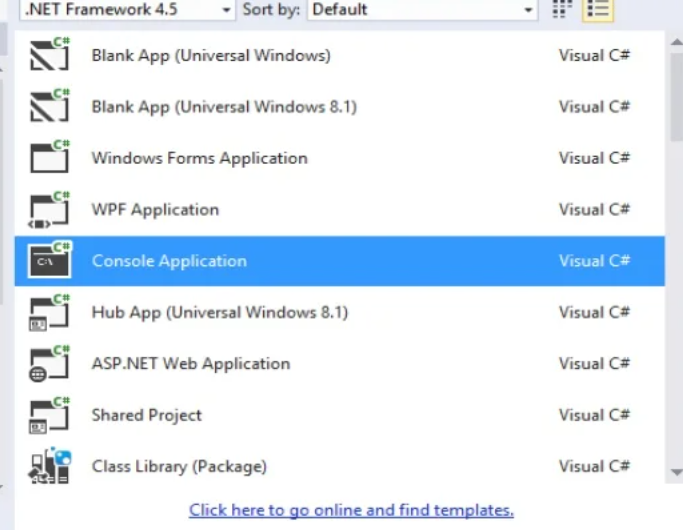 .NET Framework 4.5 Sort by: Default
C# Blank App (Universal Windows) Visual C#
C# Blank App (Universal Windows 8.1) Visual C#
C# Windows Forms Application Visual C#
C# WPF Application Visual C#
C# C:\ Console Application Visual C#
C# Hub App (Universal Windows 8.1) Visual C#
C# ASP.NET Web Application Visual C#
C# Shared Project Visual C#
Class Library (Package) Visual C#
Click here to go online and find templates.